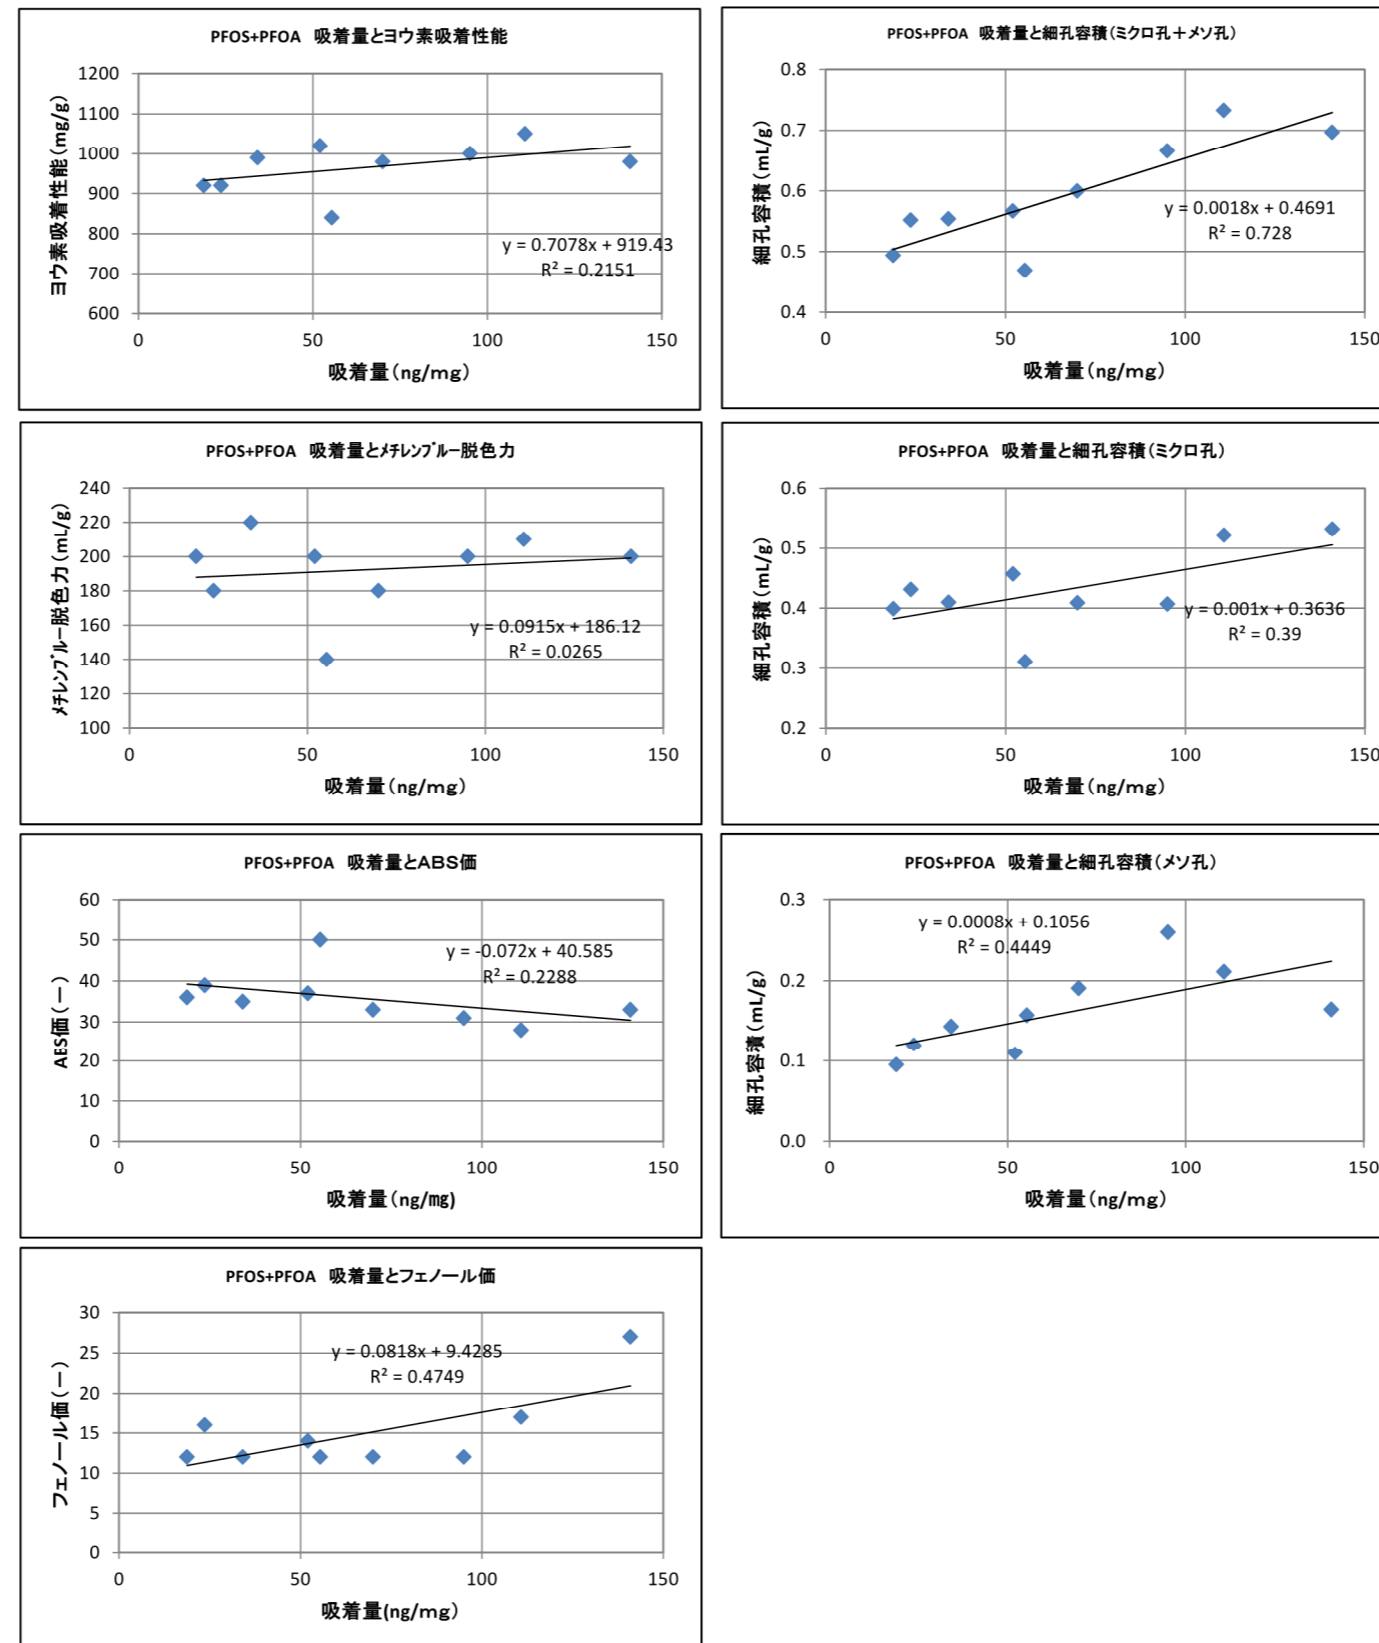 PFOS+PFOA 吸着量とヨウ素吸着性能
1200
1100
1000
900
800
700
600
ヨウ素吸着性能(mg/g)
y = 0.7078x + 919.43
R² = 0.2151
0 50 100 150
吸着量(ng/mg)
PFOS+PFOA 吸着量と細孔容積(ミクロ孔+メソ孔)
0.8
0.7
0.6
0.5
0.4
細孔容積(mL/g)
y = 0.0018x + 0.4691
R² = 0.728
0 50 100 150
吸着量(ng/mg)
PFOS+PFOA 吸着量とメチレンブルー脱色力
240
220
200
180
160
140
120
100
メチレンブルー脱色力(mL/g)
y = 0.0915x + 186.12
R² = 0.0265
0 50 100 150
吸着量(ng/mg)
PFOS+PFOA 吸着量と細孔容積(ミクロ孔)
0.6
0.5
0.4
0.3
0.2
細孔容積(mL/g)
y = 0.001x + 0.3636
R² = 0.39
0 50 100 150
吸着量(ng/mg)
PFOS+PFOA 吸着量とABS価
60
50
40
30
20
10
0
AES価(ー)
y = -0.072x + 40.585
R² = 0.2288
0 50 100 150
吸着量(ng/mg)
PFOS+PFOA 吸着量と細孔容積(メソ孔)
0.3
0.2
0.1
0.0
細孔容積(mL/g)
y = 0.0008x + 0.1056
R² = 0.4449
0 50 100 150
吸着量(ng/mg)
PFOS+PFOA 吸着量とフェノール価
30
25
20
15
10
5
0
フェノール価(ー)
y = 0.0818x + 9.4285
R² = 0.4749
0 50 100 150
吸着量(ng/mg)